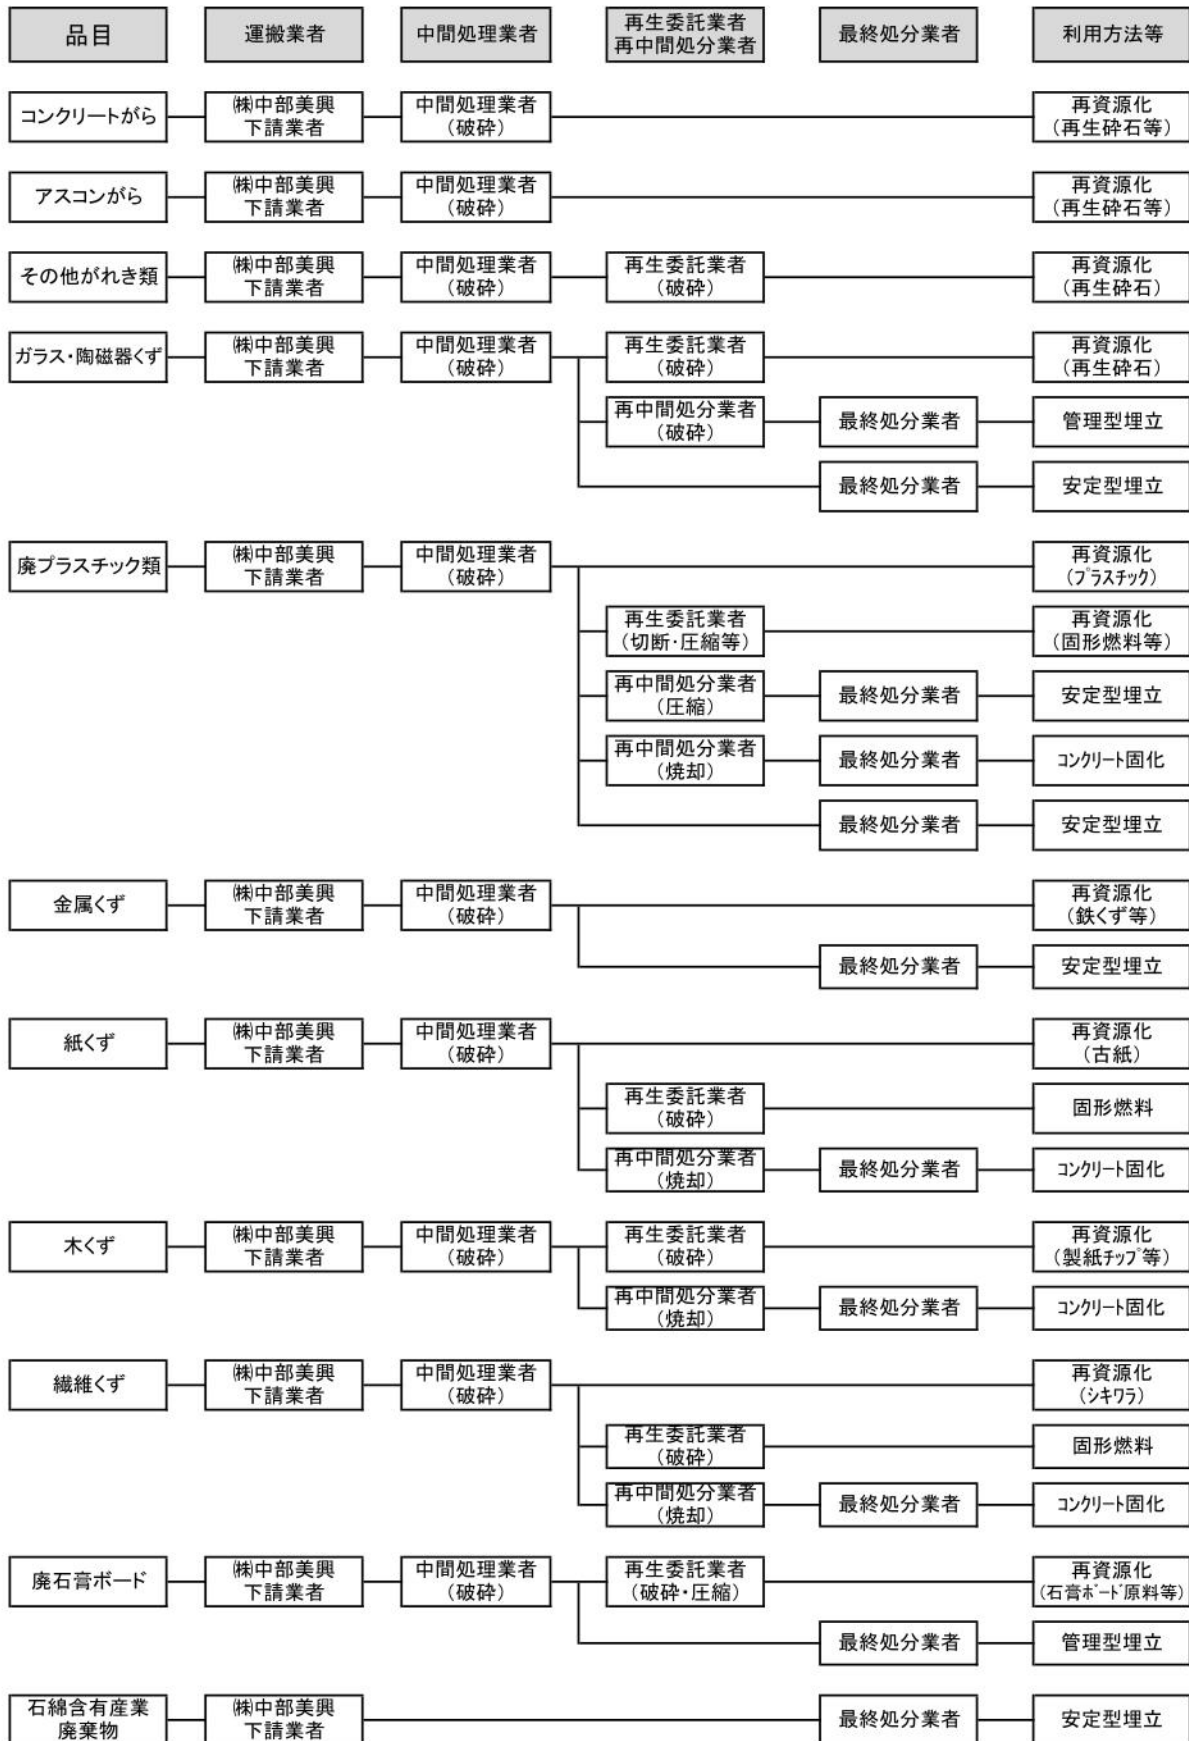 品目
運搬業者
中間処理業者
再生委託業者
再中間処分業者
最終処分業者
利用方法等
コンクリートがら
㈱中部美興
下請業者
中間処理業者
（破砕）
再資源化
（再生砕石等）
アスコンがら
㈱中部美興
下請業者
中間処理業者
（破砕）
再資源化
（再生砕石等）
その他がれき類
㈱中部美興
下請業者
中間処理業者
（破砕）
再生委託業者
（破砕）
再資源化
（再生砕石）
ガラス・陶磁器くず
㈱中部美興
下請業者
中間処理業者
（破砕）
再生委託業者
（破砕）
再資源化
（再生砕石）
再中間処分業者
（破砕）
最終処分業者
管理型埋立
最終処分業者
安定型埋立
廃プラスチック類
㈱中部美興
下請業者
中間処理業者
（破砕）
再資源化
（ﾌﾟﾗｽﾁｯｸ）
再生委託業者
（切断・圧縮等）
再資源化
（固形燃料等）
再中間処分業者
（圧縮）
最終処分業者
安定型埋立
再中間処分業者
（焼却）
最終処分業者
ｺﾝｸﾘｰﾄ固化
最終処分業者
安定型埋立
金属くず
㈱中部美興
下請業者
中間処理業者
（破砕）
再資源化
（鉄くず等）
最終処分業者
安定型埋立
紙くず
㈱中部美興
下請業者
中間処理業者
（破砕）
再資源化
（古紙）
再生委託業者
（破砕）
固形燃料
再中間処分業者
（焼却）
最終処分業者
ｺﾝｸﾘｰﾄ固化
木くず
㈱中部美興
下請業者
中間処理業者
（破砕）
再生委託業者
（破砕）
再資源化
（製紙ﾁｯﾌﾟ等）
再中間処分業者
（焼却）
最終処分業者
ｺﾝｸﾘｰﾄ固化
繊維くず
㈱中部美興
下請業者
中間処理業者
（破砕）
再資源化
（ｼｷﾜﾗ）
再生委託業者
（破砕）
固形燃料
再中間処分業者
（焼却）
最終処分業者
ｺﾝｸﾘｰﾄ固化
廃石膏ボード
㈱中部美興
下請業者
中間処理業者
（破砕）
再生委託業者
（破砕・圧縮）
再資源化
（石膏ﾎﾞｰﾄﾞ原料等）
最終処分業者
管理型埋立
石綿含有産業
廃棄物
㈱中部美興
下請業者
最終処分業者
安定型埋立